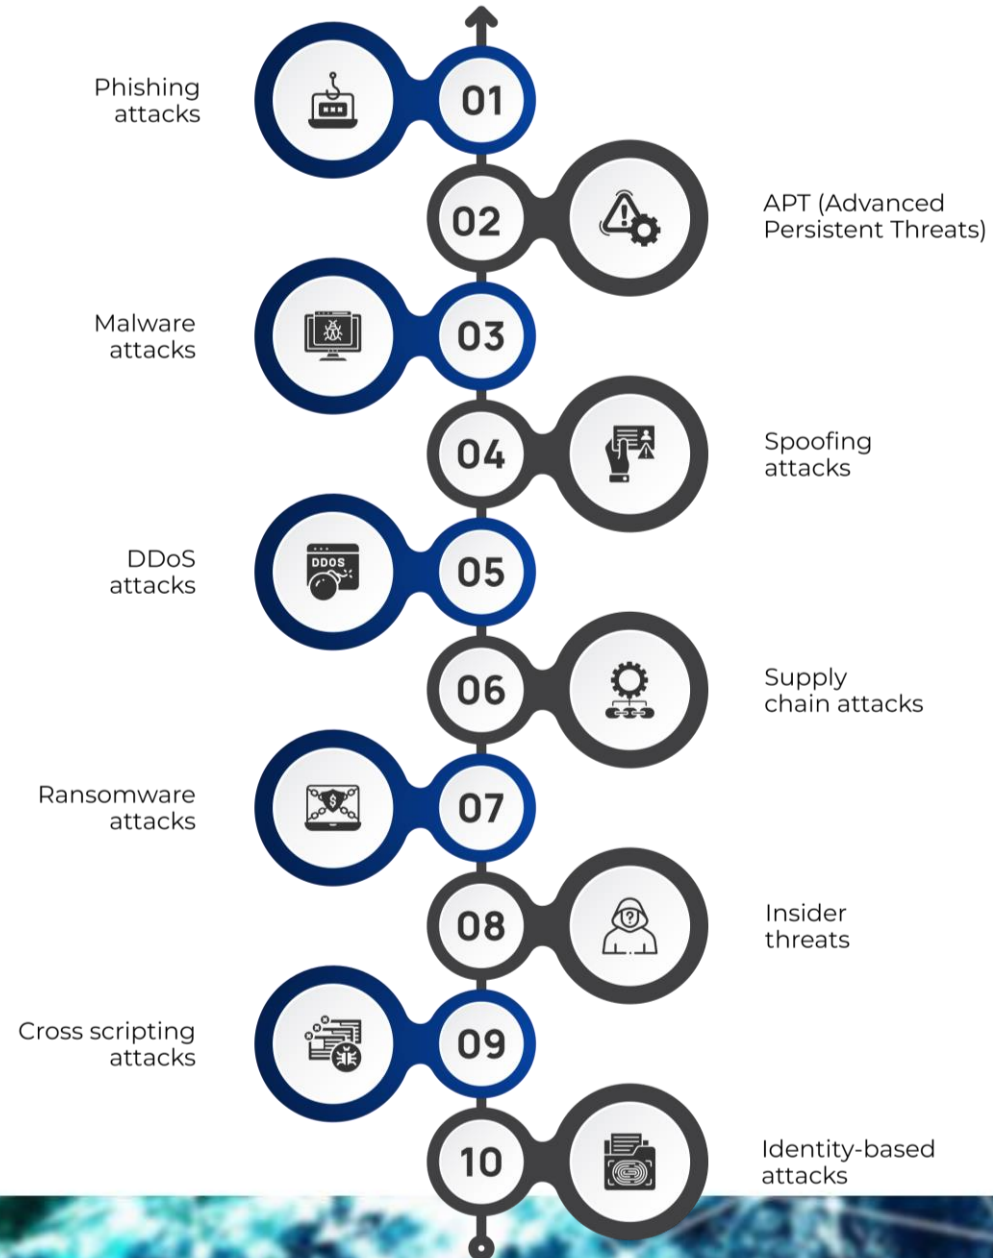 Phishing
attacks
01
02
APT (Advanced
Persistent Threats)
Malware
attacks
03
04
Spoofing
attacks
DDoS
attacks
DDOS
05
06
Supply
chain attacks
Ransomware
attacks
$
07
08
?
Insider
threats
Cross scripting
attacks
09
10
Identity-based
attacks